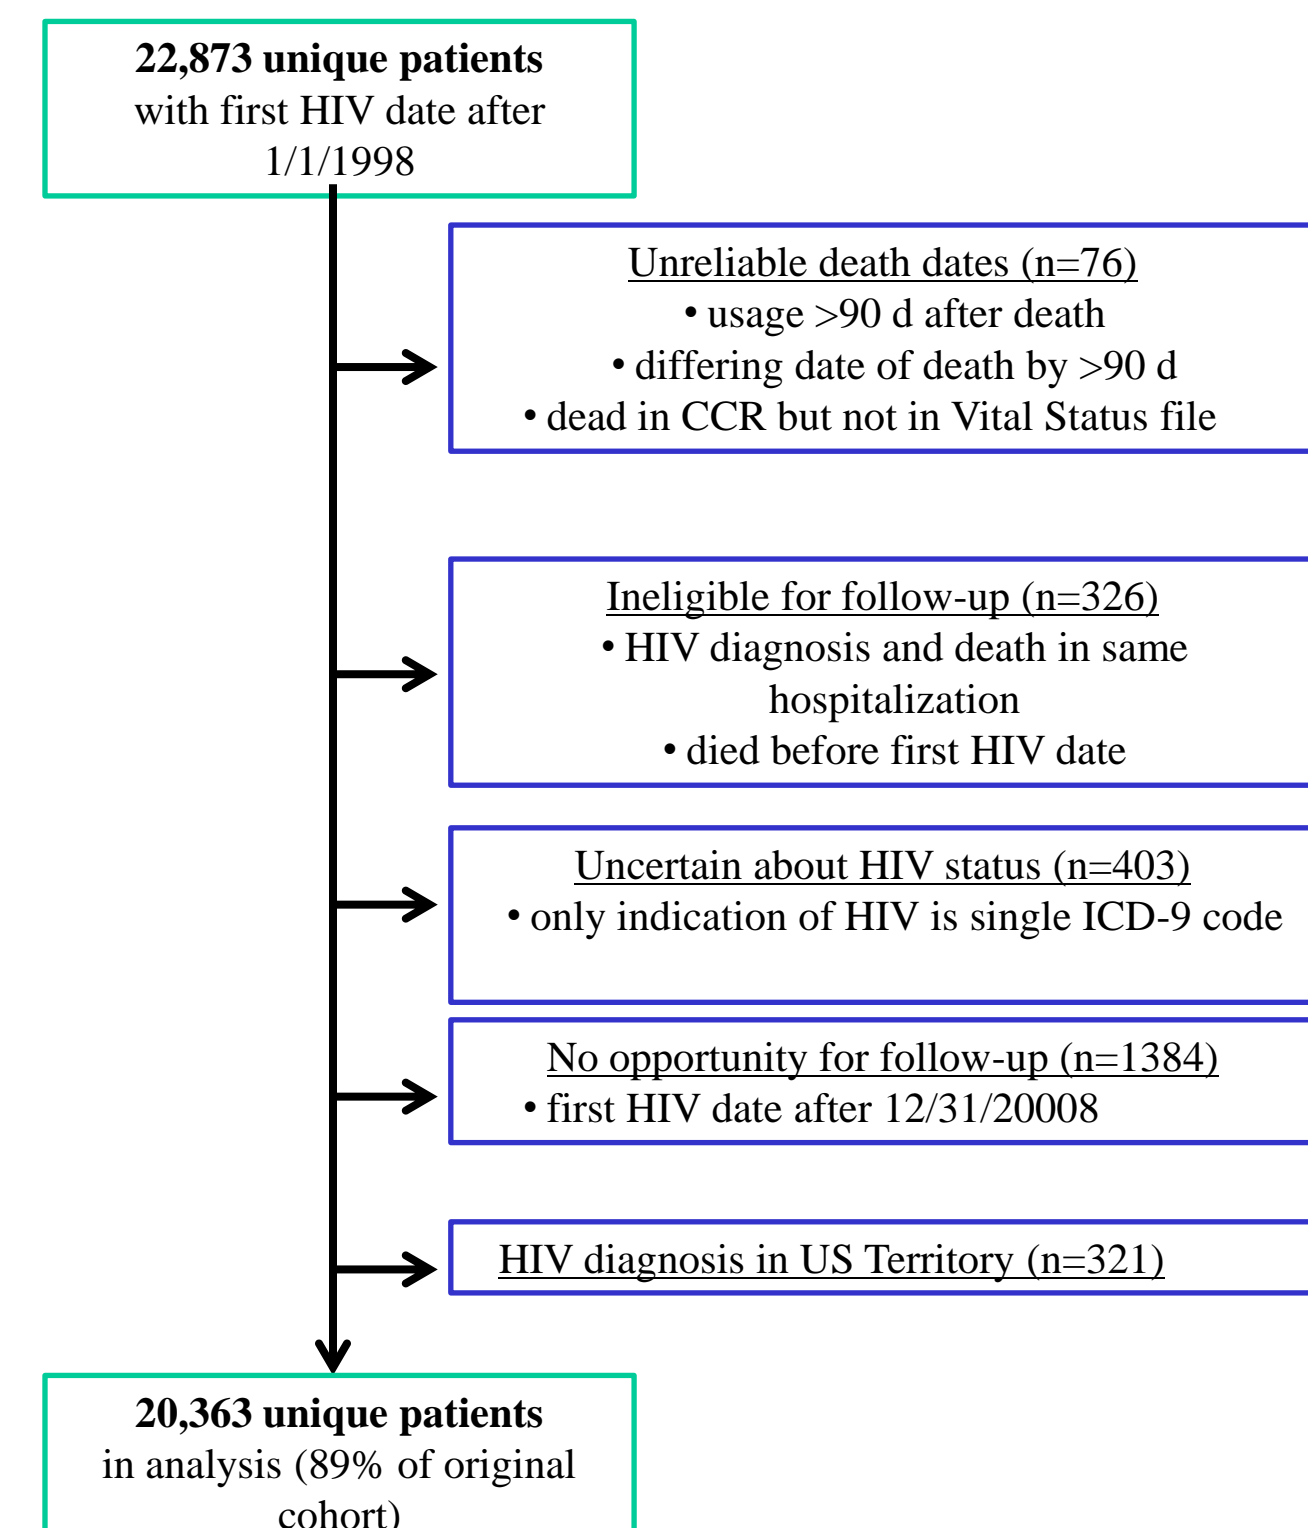 22,873 unique patients
with first HIV date after
1/1/1998
Unreliable death dates (n=76)
• usage >90 d after death
• differing date of death by >90 d
• dead in CCR but not in Vital Status file
Ineligible for follow-up (n=326)
• HIV diagnosis and death in same
hospitalization
• died before first HIV date
Uncertain about HIV status (n=403)
• only indication of HIV is single ICD-9 code
No opportunity for follow-up (n=1384)
• first HIV date after 12/31/20008
HIV diagnosis in US Territory (n=321)
20,363 unique patients
in analysis (89% of original
cohort)